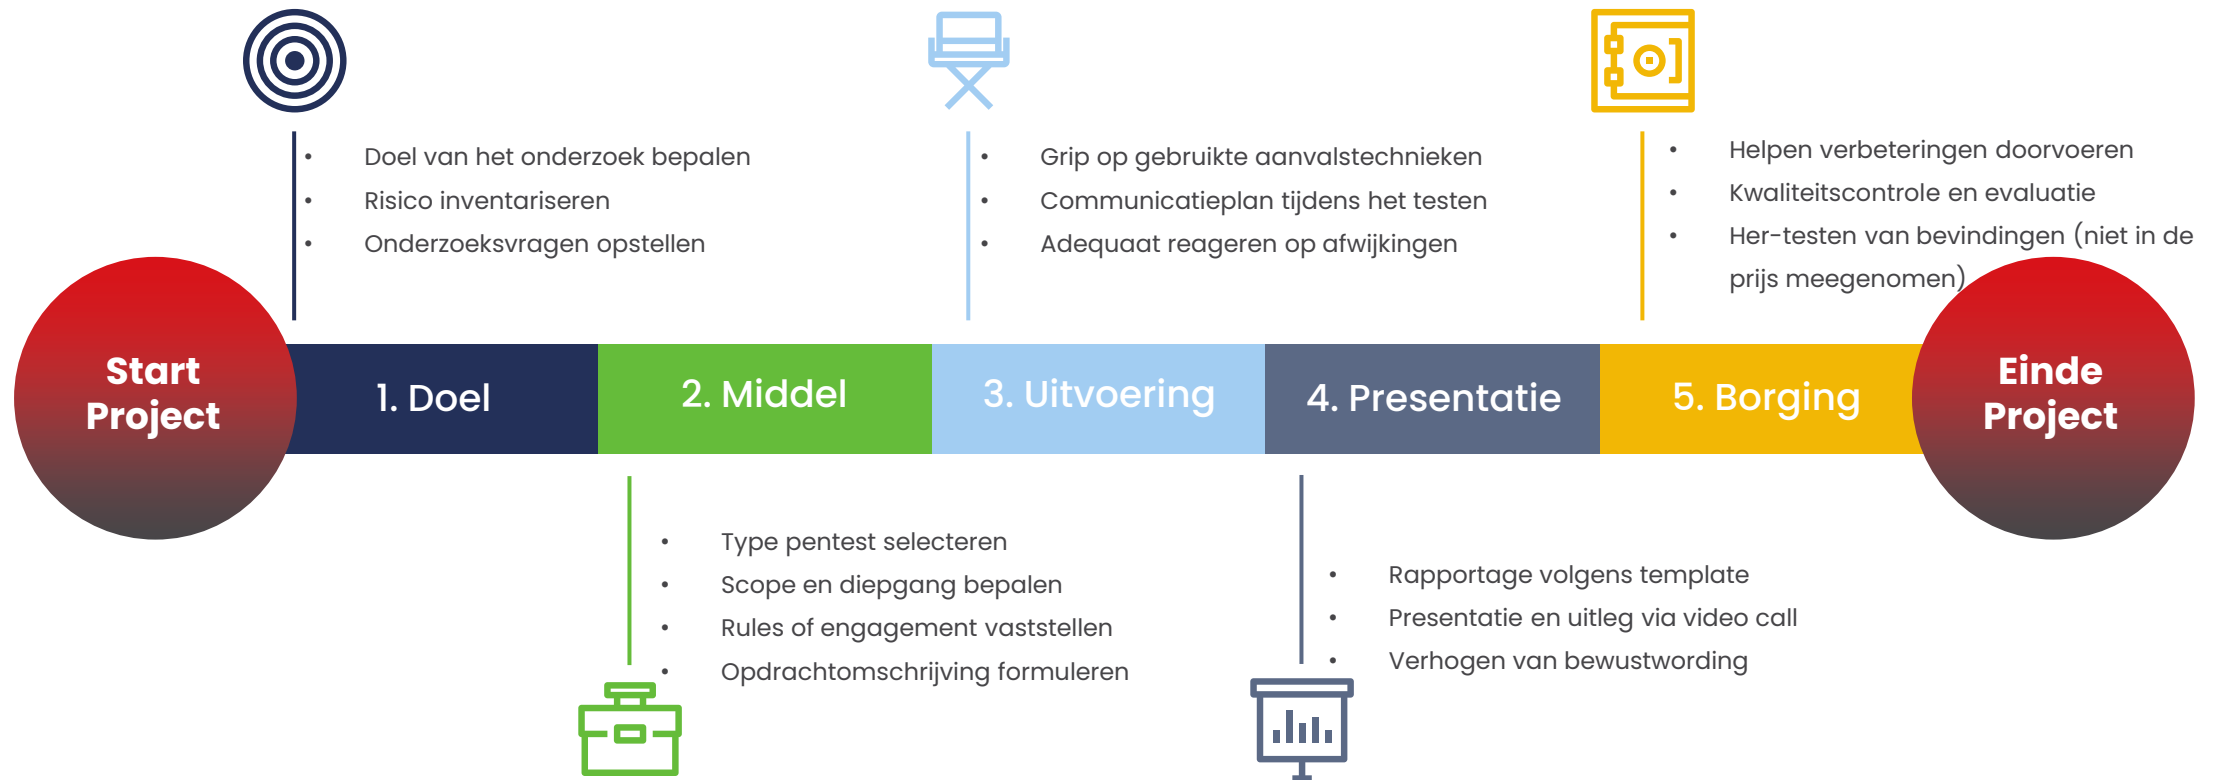 • Doel van het onderzoek bepalen
• Risico inventariseren
• Onderzoeksvragen opstellen
• Grip op gebruikte aanvalstechnieken
• Communicatieplan tijdens het testen
• Adequaat reageren op afwijkingen
• Helpen verbeteringen doorvoeren
• Kwaliteitscontrole en evaluatie
• Her-testen van bevindingen (niet in de
prijs meegenomen)
Start
Project
1. Doel
2. Middel
3. Uitvoering
4. Presentatie
5. Borging
Einde
Project
• Type pentest selecteren
• Scope en diepgang bepalen
• Rules of engagement vaststellen
• Opdrachtomschrijving formuleren
• Rapportage volgens template
• Presentatie en uitleg via video call
• Verhogen van bewustwording